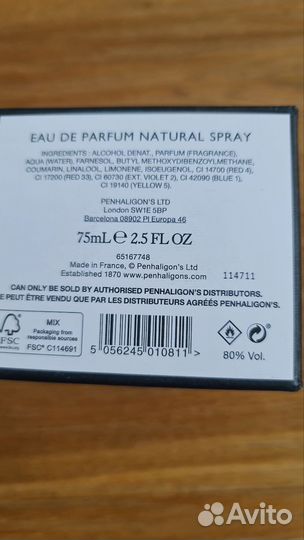 EAU DE PARFUM NATURAL SPRAY
INGREDIENTS : ALCOHOL DENAT., PARFUM (FRAGRANCE),
AQUA (WATER), FARNESOL, BUTYL METHOXYDIBENZOYLMETHANE,
COUMARIN, LINALOOL, LIMONENE, ISOEUGENOL, CI 14700 (RED 4),
CI 17200 (RED 33), CI 60730 (EXT. VIOLET 2), CI 42090 (BLUE 1),
CI 19140 (YELLOW 5).
PENHALIGON'S LTD
London SW1E 5BP
Barcelona 08902 Pl Europa 46
75mL e 2.5 FL OZ
65167748
Made in France, © Penhaligon's Ltd
Established 1870 www.penhaligons.com
114711
CAN ONLY BE SOLD BY AUTHORISED PENHALIGON'S DISTRIBUTORS.
NE PEUT ÊTRE VENDU QUE PAR LES DISTRIBUTEURS AGRÉÉS PENHALIGON'S.
FSC
MIX
Packaging from
responsible sources
FSC® C114691
5 056245 010811 >
80% Vol.
Avito